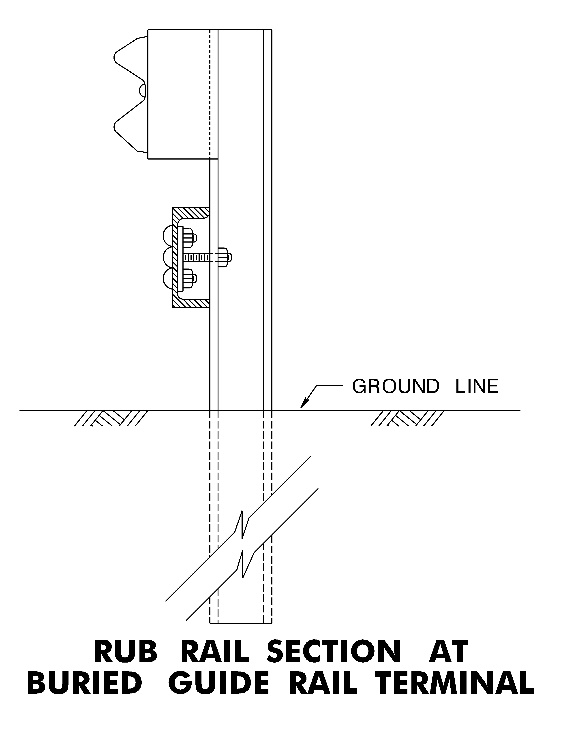 GROUND LINE
RUB RAIL SECTION AT
BURIED GUIDE RAIL TERMINAL